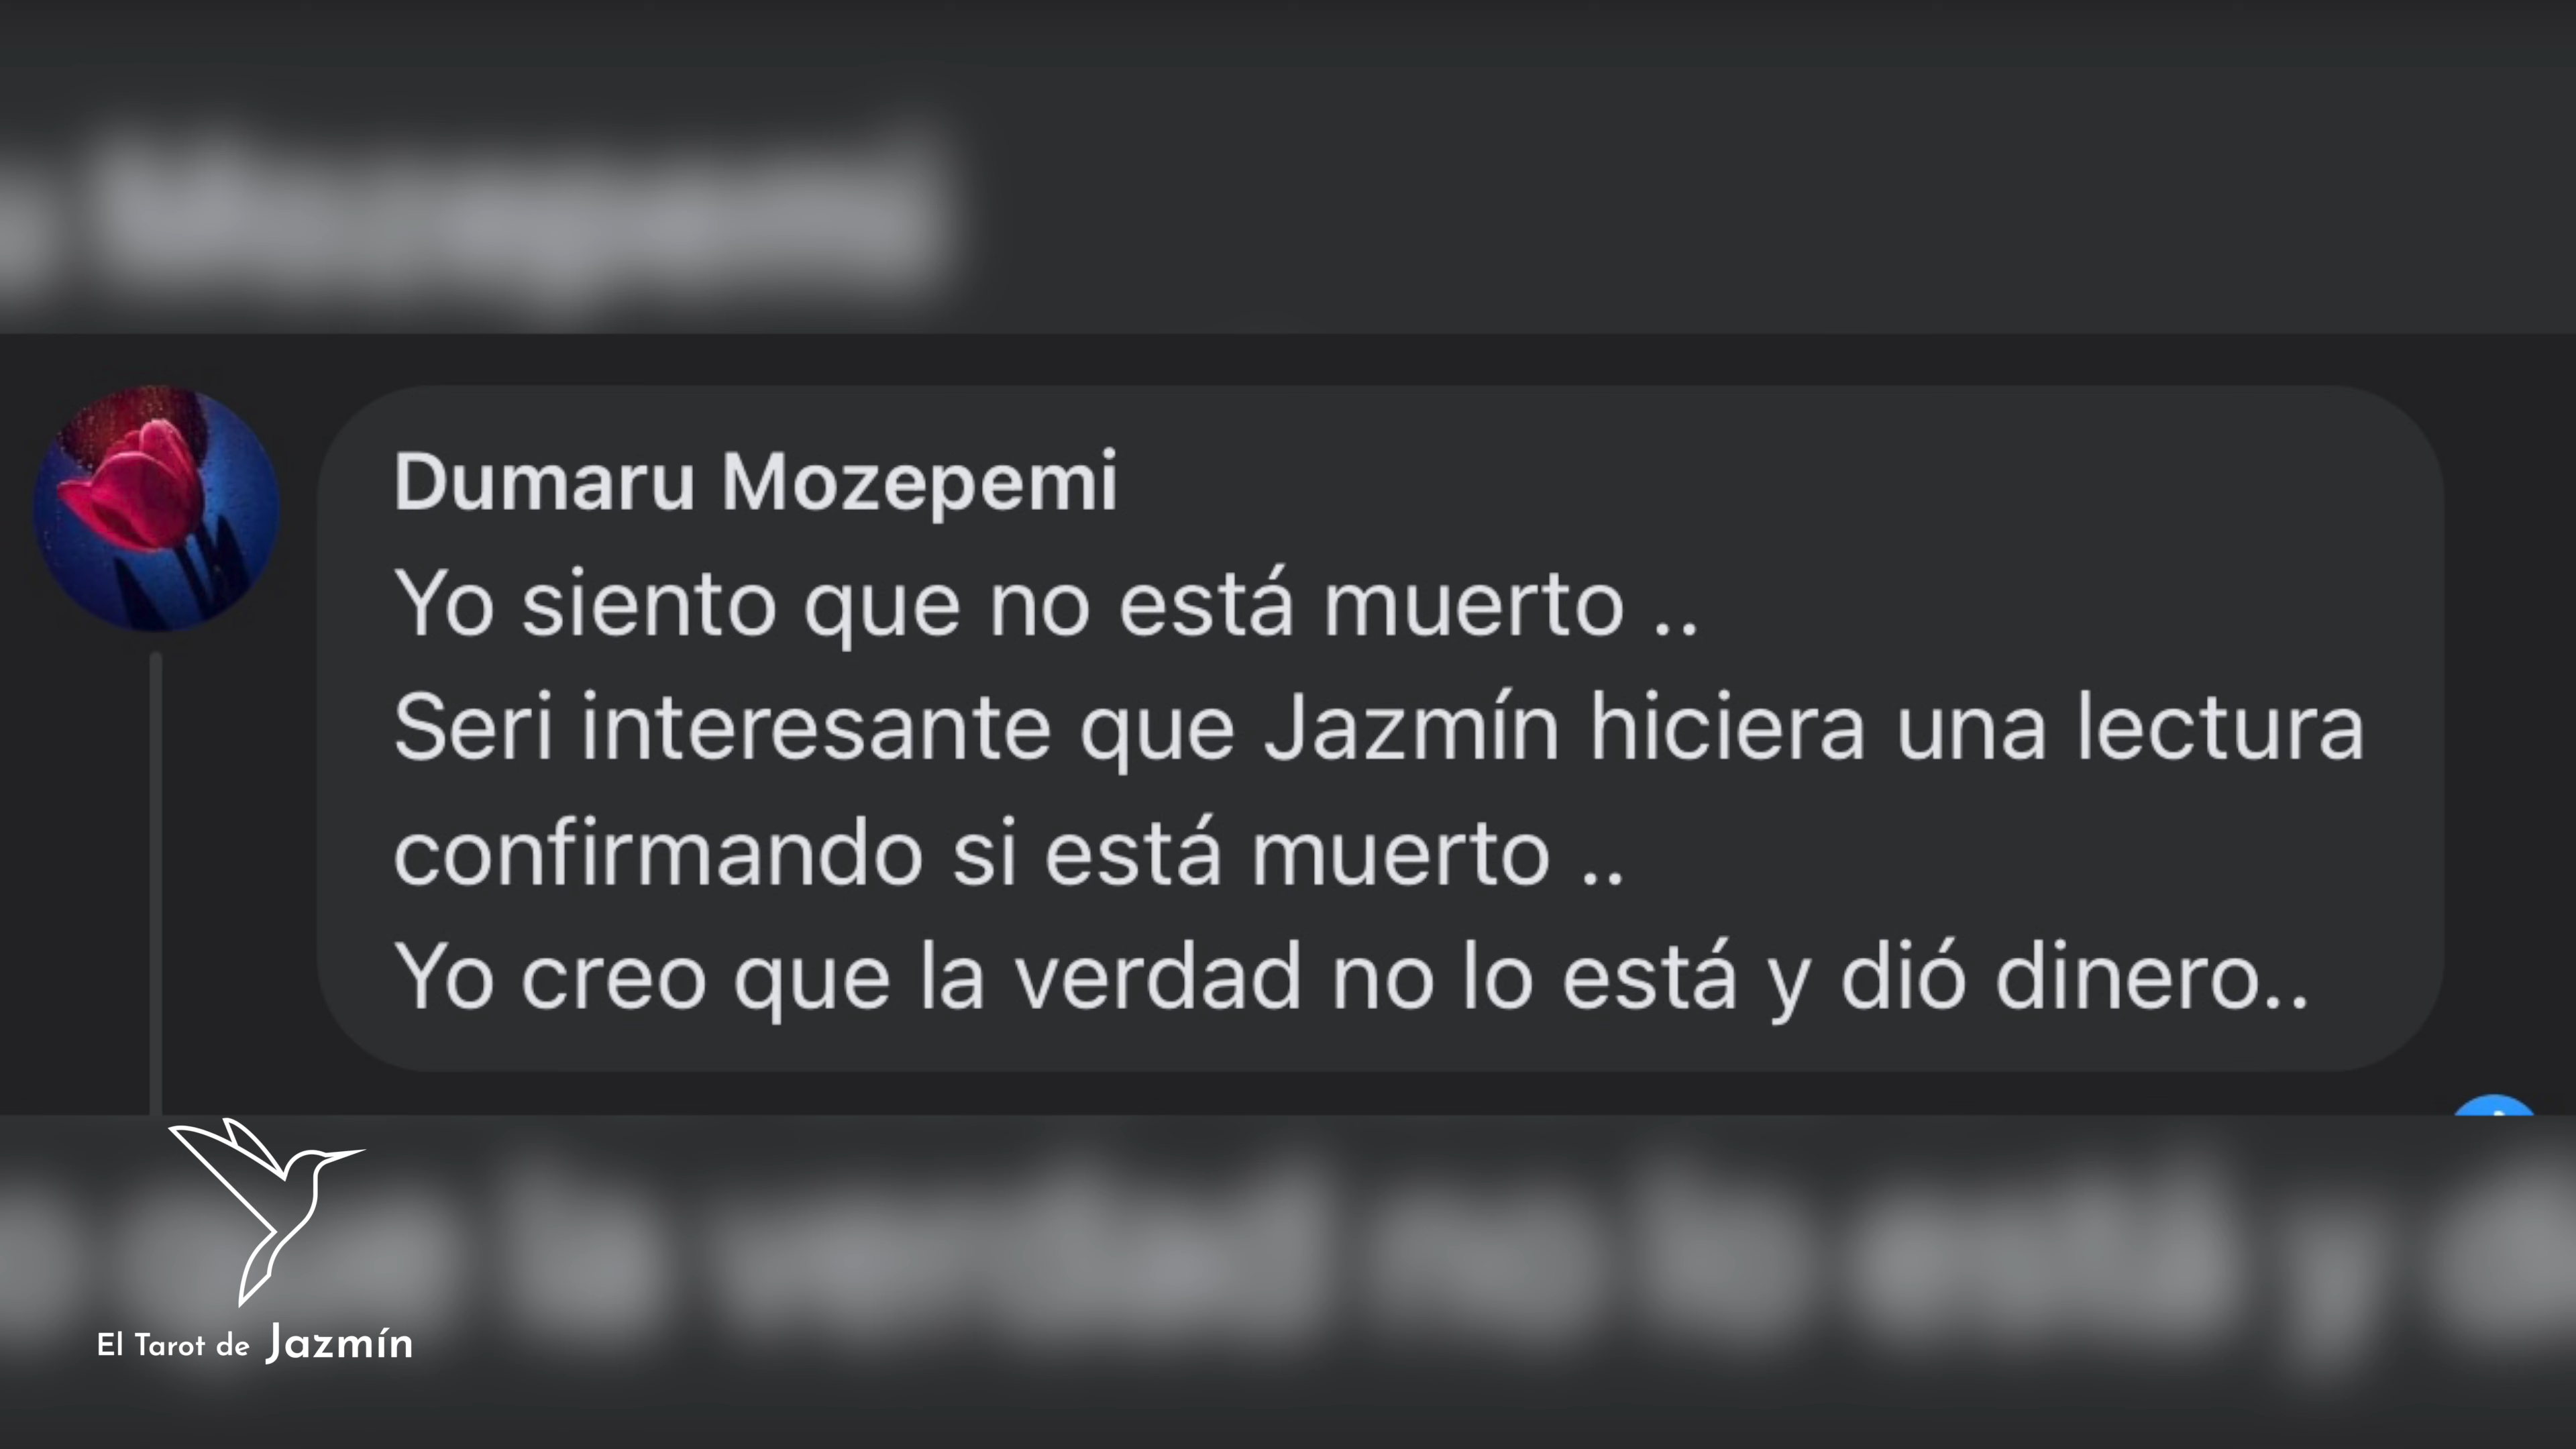 Dumaru Mozepemi
Yo siento que no está muerto ..
Seri interesante que Jazmín hiciera una lectura
confirmando si está muerto ..
Yo creo que la verdad no lo está y dió dinero..
El Tarot de Jazmín